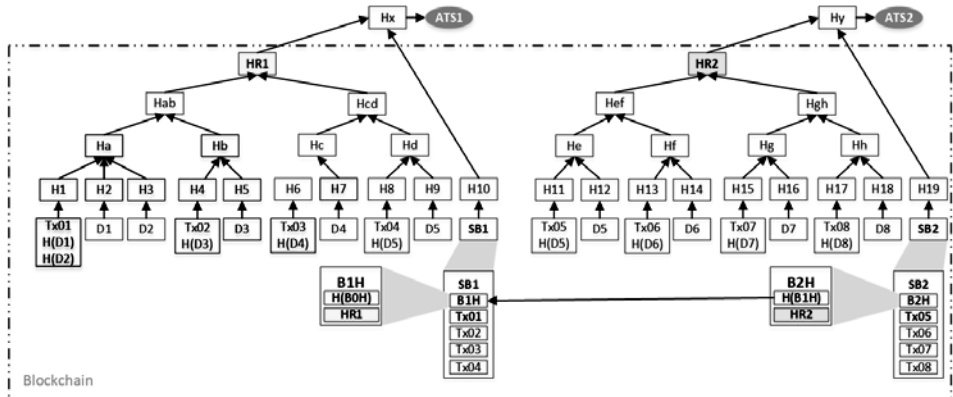 Hx ATS1 Hy ATS2
HR1 HR2
Hab Hcd Hef Hgh
Ha Hb Hc Hd He Hf Hg Hh
H1 H2 H3 H4 H5 H6 H7 H8 H9 H10 H11 H12 H13 H14 H15 H16 H17 H18 H19
Tx01
H(D1)
H(D2)
D1
D2
Tx02
H(D3)
D3
Tx03
H(D4)
D4
Tx04
H(D5)
D5
SB1
Tx05
H(D5)
D5
Tx06
H(D6)
D6
Tx07
H(D7)
D7
Tx08
H(D8)
D8
SB2
B1H
H(B0H)
HR1
SB1
B1H
Tx01
Tx02
Tx03
Tx04
B2H
H(B1H)
HR2
SB2
B2H
Tx05
Tx06
Tx07
Tx08
Blockchain